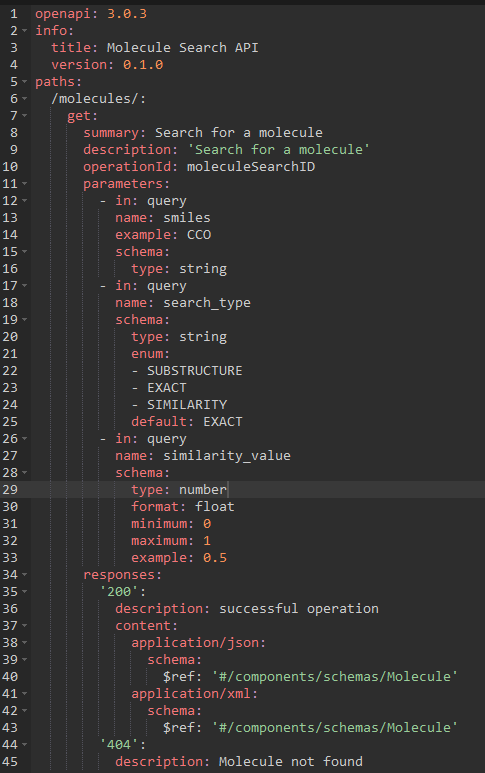 1 openapi: 3.0.3
2 info:
3   title: Molecule Search API
4   version: 0.1.0
5 paths:
6   /molecules/:
7     get:
8       summary: Search for a molecule
9       description: 'Search for a molecule'
10       operationId: moleculeSearchID
11       parameters:
12         - in: query
13           name: smiles
14           example: CCO
15           schema:
16             type: string
17         - in: query
18           name: search_type
19           schema:
20             type: string
21             enum:
22             - SUBSTRUCTURE
23             - EXACT
24             - SIMILARITY
25             default: EXACT
26         - in: query
27           name: similarity_value
28           schema:
29             type: number
30             format: float
31             minimum: 0
32             maximum: 1
33             example: 0.5
34       responses:
35         '200':
36           description: successful operation
37           content:
38             application/json:
39               schema:
40                 $ref: '#/components/schemas/Molecule'
41             application/xml:
42               schema:
43                 $ref: '#/components/schemas/Molecule'
44         '404':
45           description: Molecule not found